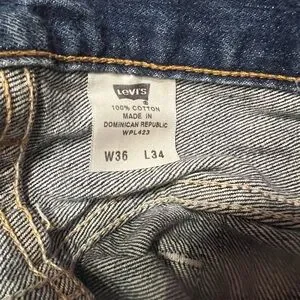 Levi's
100% COTTON
MADE IN
DOMINICAN REPUBLIC
WPL423
W36 L34